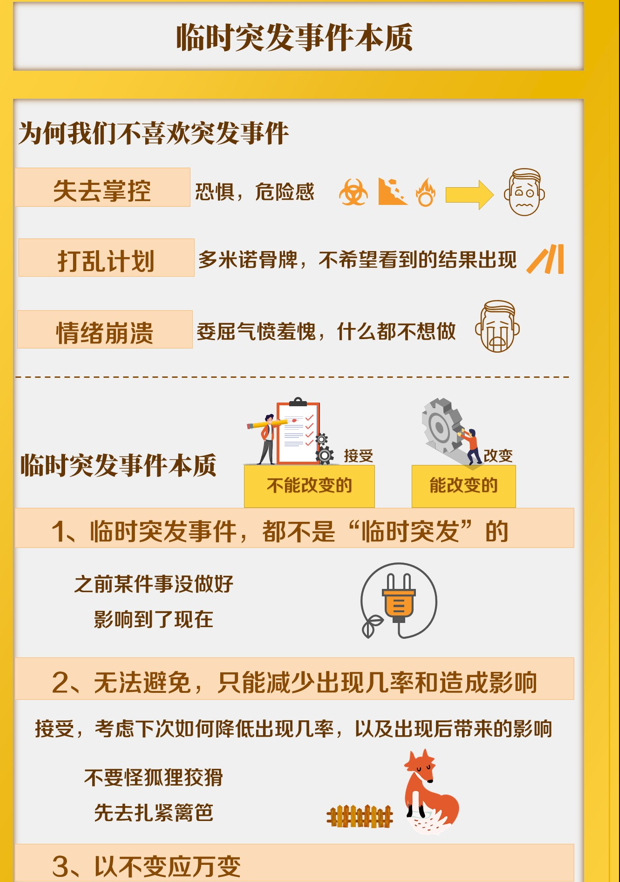 临时突发事件本质
为何我们不喜欢突发事件
失去掌控 恐惧，危险感
打乱计划 多米诺骨牌，不希望看到的结果出现
情绪崩溃 委屈气愤羞愧，什么都不想做
临时突发事件本质
接受 改变
不能改变的 能改变的
1、临时突发事件，都不是“临时突发”的
之前某件事没做好
影响到了现在
2、无法避免，只能减少出现几率和造成影响
接受，考虑下次如何降低出现几率，以及出现后带来的影响
不要怪狐狸狡猾
先去扎紧篱笆
3、以不变应万变